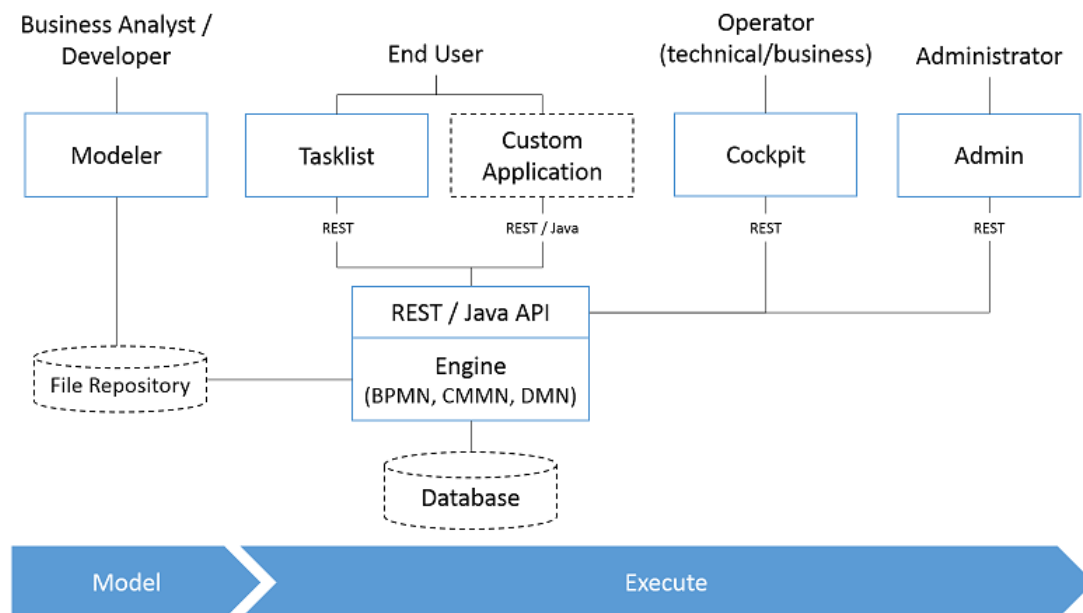 Business Analyst /
Developer
End User
Operator
(technical/business)
Administrator
Modeler
Tasklist
Custom
Application
Cockpit
Admin
REST
REST / Java
REST
REST
REST / Java API
Engine
(BPMN, CMMN, DMN)
File Repository
Database
Model
Execute